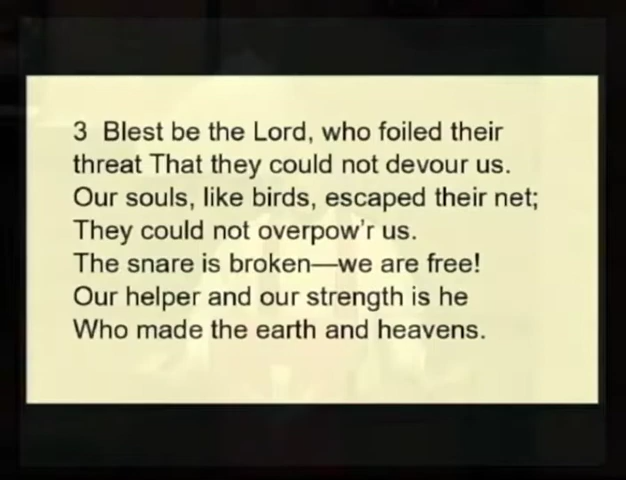 3 Blest be the Lord, who foiled their
threat That they could not devour us.
Our souls, like birds, escaped their net;
They could not overpow'r us.
The snare is broken—we are free!
Our helper and our strength is he
Who made the earth and heavens.